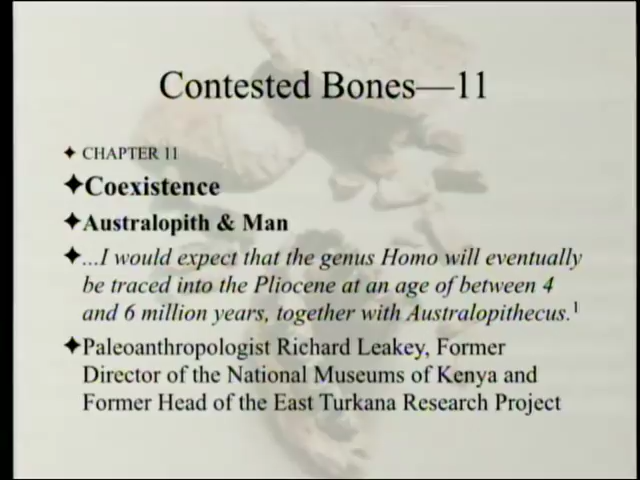 Contested Bones—11
✦ CHAPTER 11
✦Coexistence
✦Australopith & Man
✦...I would expect that the genus Homo will eventually
be traced into the Pliocene at an age of between 4
and 6 million years, together with Australopithecus.¹
✦Paleoanthropologist Richard Leakey, Former
Director of the National Museums of Kenya and
Former Head of the East Turkana Research Project